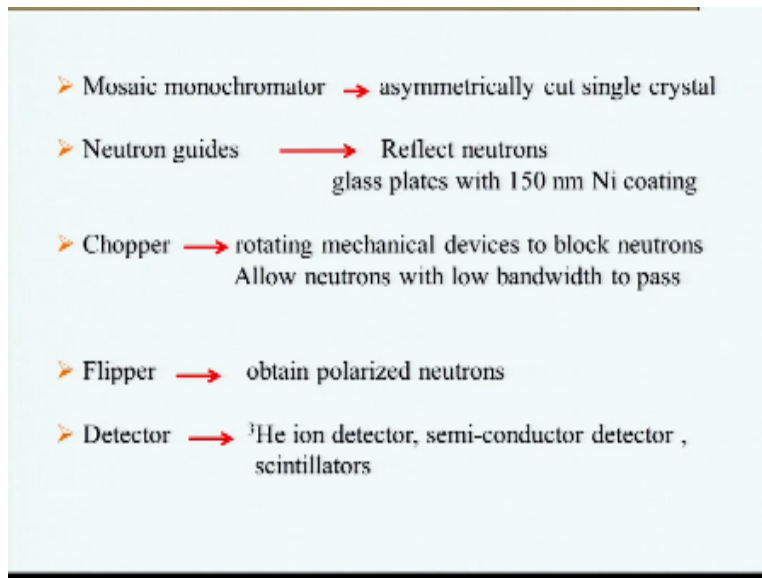 ➢ Mosaic monochromator → asymmetrically cut single crystal
➢ Neutron guides → Reflect neutrons
glass plates with 150 nm Ni coating
➢ Chopper → rotating mechanical devices to block neutrons
Allow neutrons with low bandwidth to pass
➢ Flipper → obtain polarized neutrons
➢ Detector → ³He ion detector, semi-conductor detector ,
scintillators